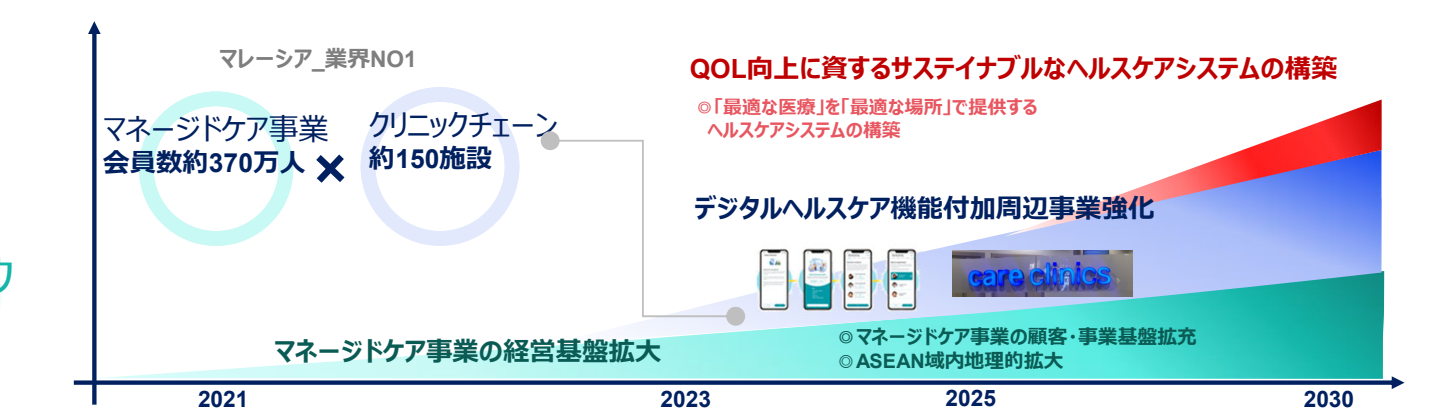 マレーシア_業界NO1
マネージドケア事業
会員数約370万人
×
クリニックチェーン
約150施設
QOL向上に資するサステイナブルなヘルスケアシステムの構築
◎「最適な医療」を「最適な場所」で提供する
ヘルスケアシステムの構築
デジタルヘルスケア機能付加周辺事業強化
care clinics
マネージドケア事業の経営基盤拡大
◎マネージドケア事業の顧客・事業基盤拡充
◎ASEAN域内地理的拡大
2021
2023
2025
2030